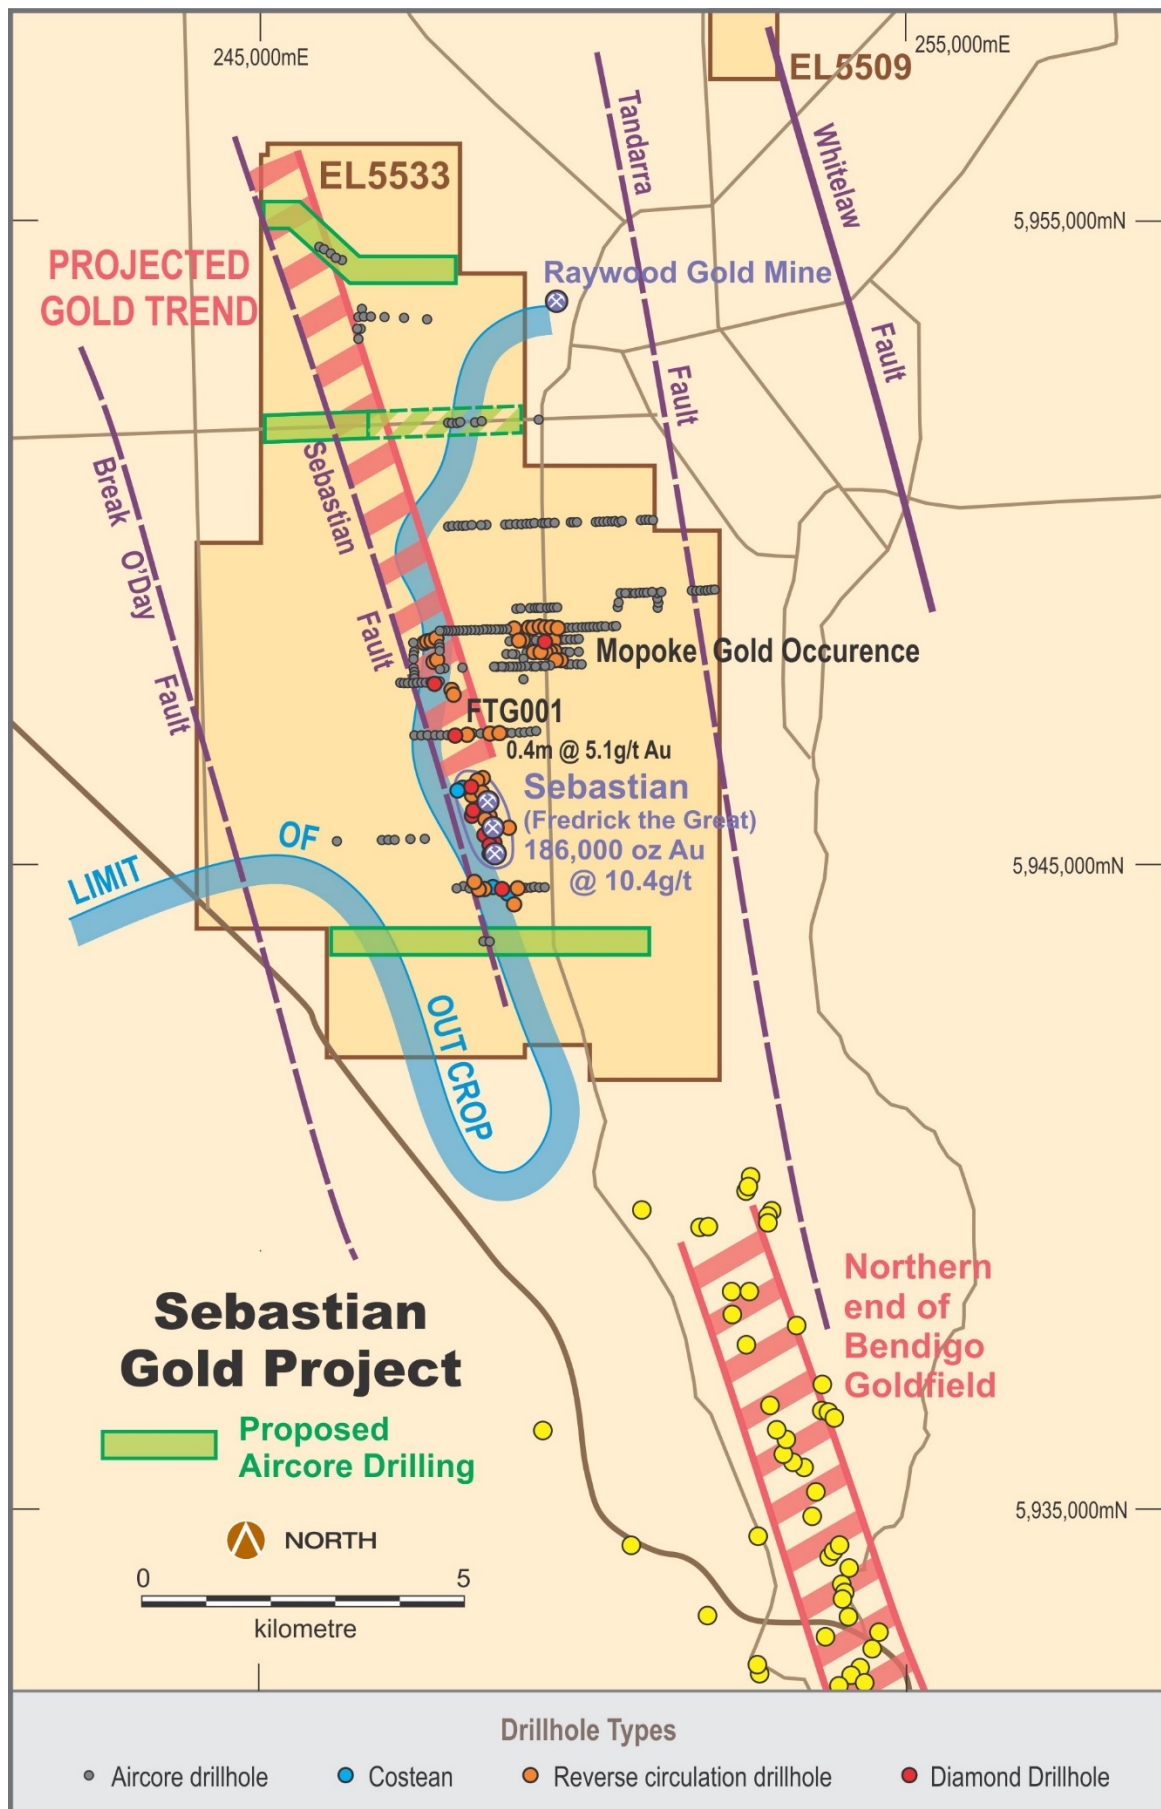 245,000mE
255,000mE
EL5509
Tandarra
Fault
Whitelaw
Fault
EL5533
5,955,000mN
PROJECTED
GOLD TREND
Raywood Gold Mine
Break O'Day Fault
Sebastian
Fault
Mopoke Gold Occurence
FTG001
0.4m @ 5.1g/t Au
Sebastian
(Fredrick the Great)
186,000 oz Au
@ 10.4g/t
5,945,000mN
LIMIT
OF
OUT CROP
Northern
end of
Bendigo
Goldfield
Sebastian
Gold Project
Proposed
Aircore Drilling
NORTH
5,935,000mN
0 5
kilometre
Drillhole Types
Aircore drillhole
Costean
Reverse circulation drillhole
Diamond Drillhole